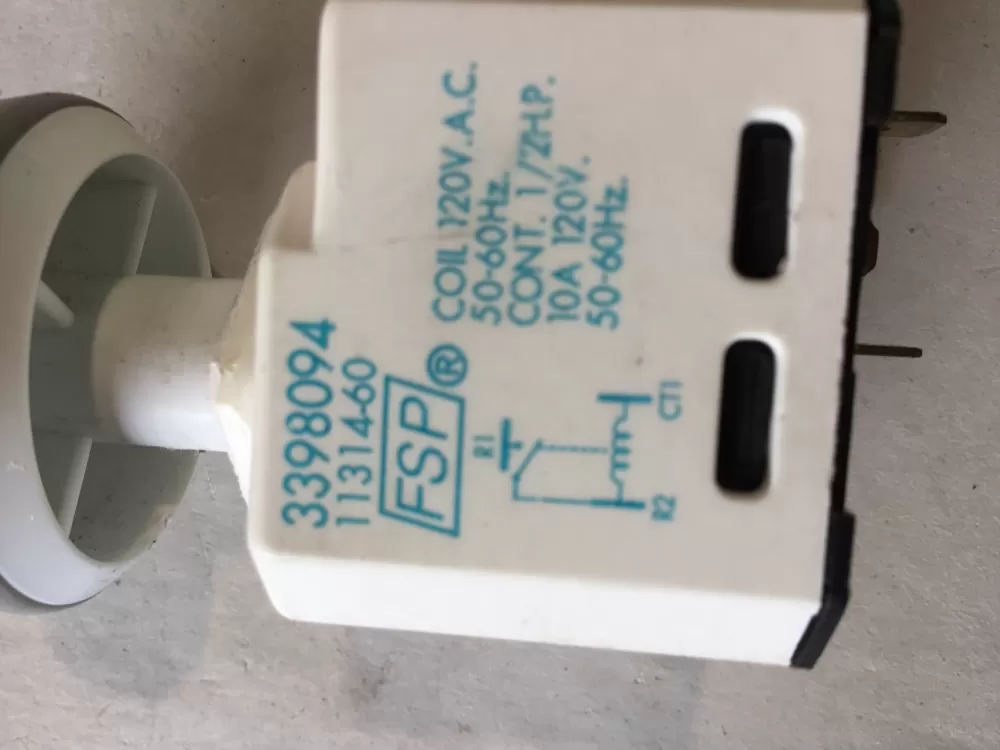 3398094
11314-60
FSP®
COIL 120V.A.C.
50-60Hz.
CONT. 1/2H.P.
10A 120V.
50-60Hz.
R1
R2
CT1